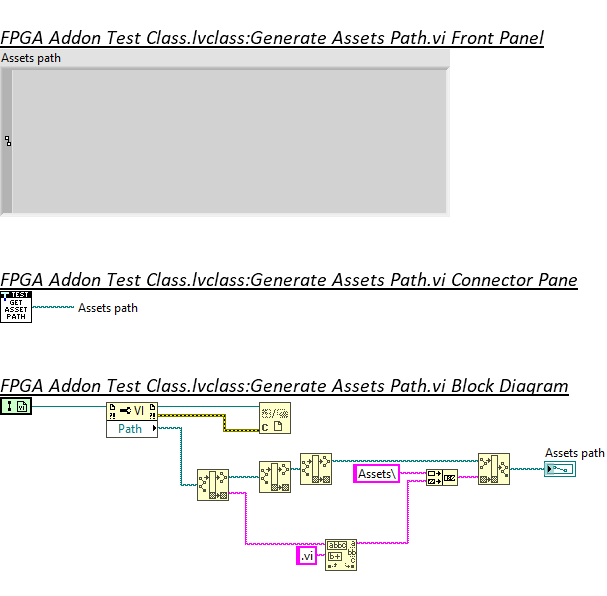 FPGA Addon Test Class.lvclass:Generate Assets Path.vi Front Panel
Assets path
FPGA Addon Test Class.lvclass:Generate Assets Path.vi Connector Pane
TEST
GET
ASSET
PATH
Assets path
FPGA Addon Test Class.lvclass:Generate Assets Path.vi Block Diagram
VI
Path
Assets path
Assets\
.vi